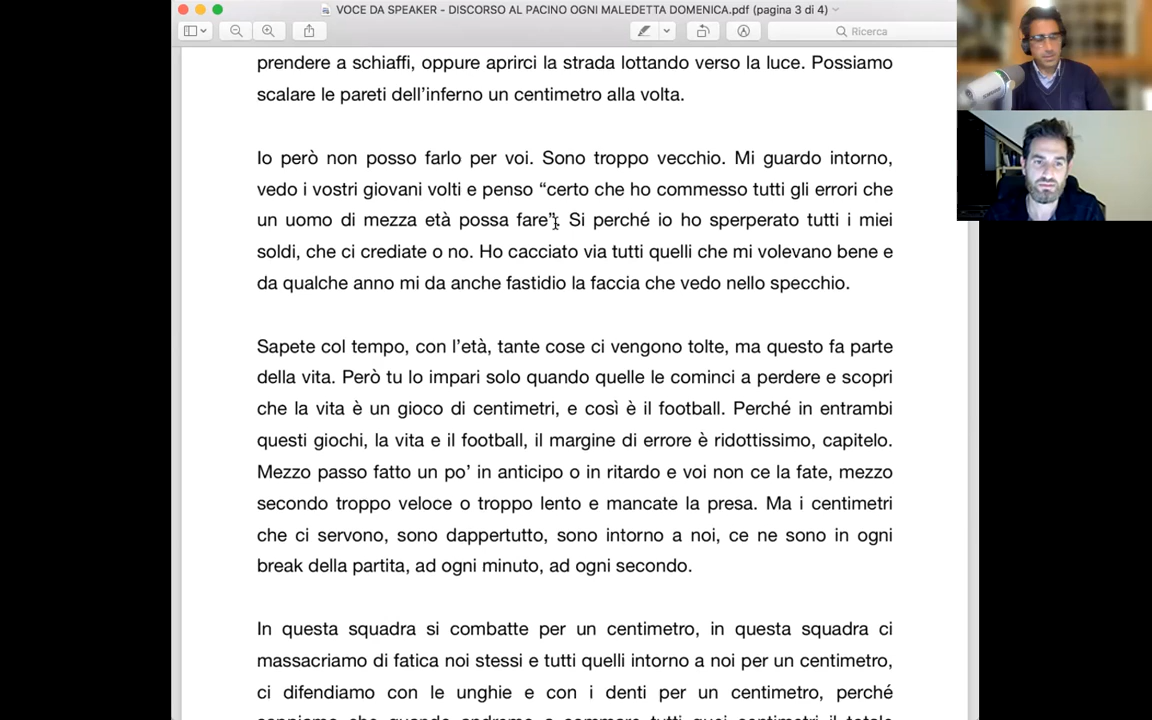 VOCE DA SPEAKER - DISCORSO AL PACINO OGNI MALEDETTA DOMENICA.pdf (pagina 3 di 4)
Ricerca
prendere a schiaffi, oppure aprirci la strada lottando verso la luce. Possiamo
scalare le pareti dell’inferno un centimetro alla volta.
Io però non posso farlo per voi. Sono troppo vecchio. Mi guardo intorno,
vedo i vostri giovani volti e penso “certo che ho commesso tutti gli errori che
un uomo di mezza età possa fare”. Si perché io ho sperperato tutti i miei
soldi, che ci crediate o no. Ho cacciato via tutti quelli che mi volevano bene e
da qualche anno mi da anche fastidio la faccia che vedo nello specchio.
Sapete col tempo, con l’età, tante cose ci vengono tolte, ma questo fa parte
della vita. Però tu lo impari solo quando quelle le cominci a perdere e scopri
che la vita è un gioco di centimetri, e così è il football. Perché in entrambi
questi giochi, la vita e il football, il margine di errore è ridottissimo, capitelo.
Mezzo passo fatto un po’ in anticipo o in ritardo e voi non ce la fate, mezzo
secondo troppo veloce o troppo lento e mancate la presa. Ma i centimetri
che ci servono, sono dappertutto, sono intorno a noi, ce ne sono in ogni
break della partita, ad ogni minuto, ad ogni secondo.
In questa squadra si combatte per un centimetro, in questa squadra ci
massacriamo di fatica noi stessi e tutti quelli intorno a noi per un centimetro,
ci difendiamo con le unghie e con i denti per un centimetro, perché
sappiamo che quando andremo a sommare tutti quei centimetri il totale